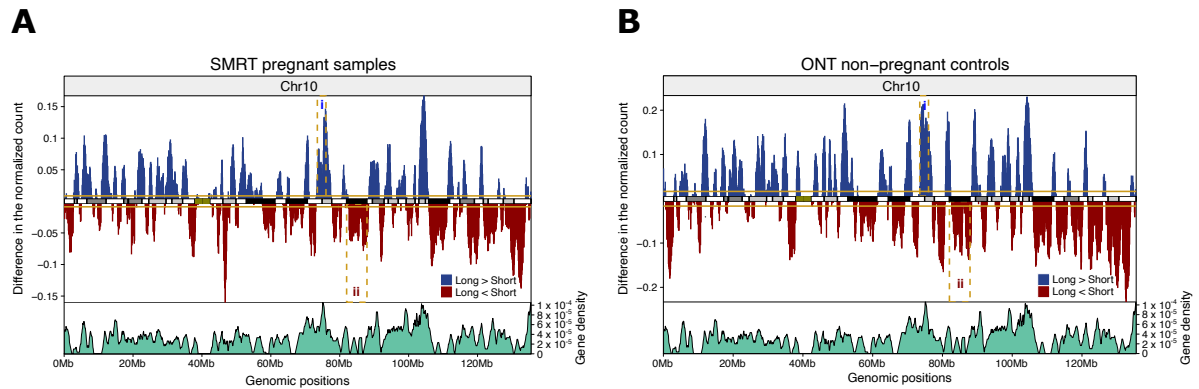 A
SMRT pregnant samples
Chr10
Difference in the normalized count
0.15
0.1
0.05
−0.05
−0.1
−0.15
i
ii
Long > Short
Long < Short
1 x 10⁻⁴
8 x 10⁻⁵
6 x 10⁻⁵
4 x 10⁻⁵
2 x 10⁻⁵
0
Gene density
0Mb 20Mb 40Mb 60Mb 80Mb 100Mb 120Mb
Genomic positions
B
ONT non−pregnant controls
Chr10
Difference in the normalized count
0.2
0.1
−0.1
−0.2
i
ii
Long > Short
Long < Short
1 x 10⁻⁴
8 x 10⁻⁵
6 x 10⁻⁵
4 x 10⁻⁵
2 x 10⁻⁵
0
Gene density
0Mb 20Mb 40Mb 60Mb 80Mb 100Mb 120Mb
Genomic positions